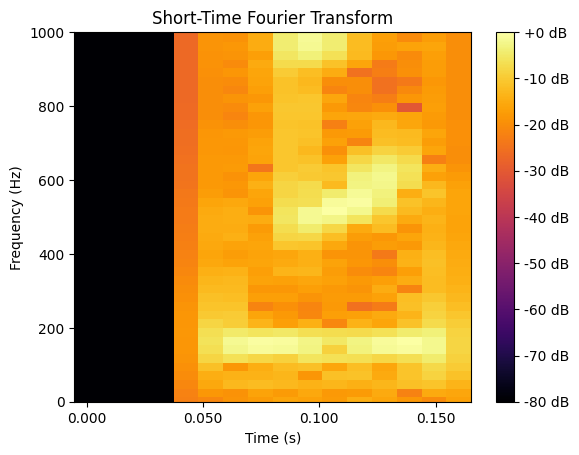 Short-Time Fourier Transform
1000
800
600
400
200
0
Frequency (Hz)
0.000
0.050
0.100
0.150
Time (s)
+0 dB
-10 dB
-20 dB
-30 dB
-40 dB
-50 dB
-60 dB
-70 dB
-80 dB